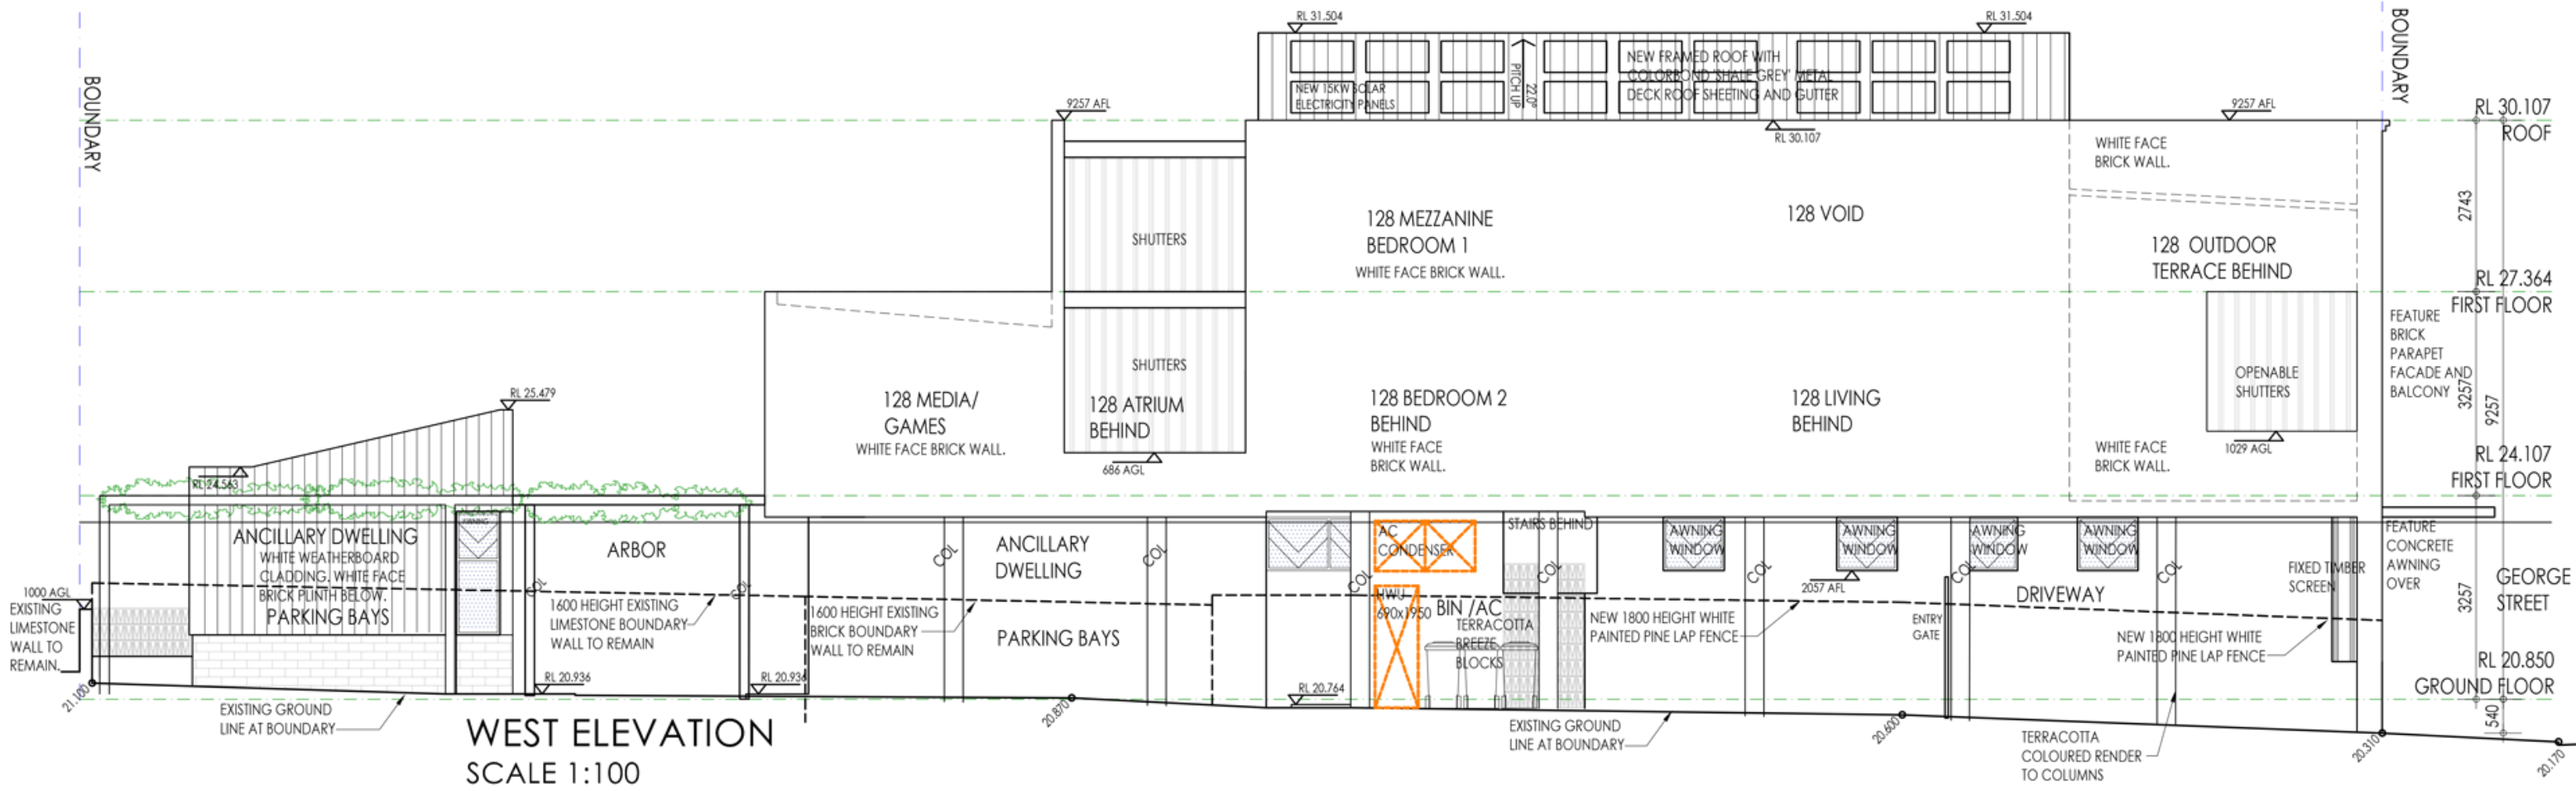 BOUNDARY
RL 31.504
RL 31.504
BOUNDARY
NEW FRAMED ROOF WITH
COLORBOND 'SHALE GREY' METAL
DECK ROOF SHEETING AND GUTTER
NEW 15KW SOLAR
ELECTRICITY PANELS
PITCH UP
22.0°
9257 AFL
9257 AFL
RL 30.107
ROOF
RL 30.107
WHITE FACE
BRICK WALL.
2743
SHUTTERS
128 MEZZANINE
BEDROOM 1
WHITE FACE BRICK WALL.
128 VOID
128 OUTDOOR
TERRACE BEHIND
RL 27.364
FIRST FLOOR
FEATURE
BRICK
PARAPET
FACADE AND
BALCONY
3257
9257
SHUTTERS
OPENABLE
SHUTTERS
RL 25.479
128 MEDIA/
GAMES
WHITE FACE BRICK WALL.
128 ATRIUM
BEHIND
128 BEDROOM 2
BEHIND
WHITE FACE
BRICK WALL.
128 LIVING
BEHIND
WHITE FACE
BRICK WALL.
1029 AGL
686 AGL
RL 24.107
FIRST FLOOR
RL 24.563
ANCILLARY DWELLING
WHITE WEATHERBOARD
CLADDING. WHITE FACE
BRICK PLINTH BELOW.
PARKING BAYS
AWNING
ARBOR
COL
COL
COL
ANCILLARY
DWELLING
COL
AC
CONDENSER
STAIRS BEHIND
COL
COL
AWNING
WINDOW
COL
AWNING
WINDOW
2057 AFL
AWNING
WINDOW
COL
AWNING
WINDOW
COL
FIXED TIMBER
SCREEN
FEATURE
CONCRETE
AWNING
OVER
GEORGE
STREET
3257
1000 AGL
EXISTING
LIMESTONE
WALL TO
REMAIN.
1600 HEIGHT EXISTING
LIMESTONE BOUNDARY
WALL TO REMAIN
1600 HEIGHT EXISTING
BRICK BOUNDARY
WALL TO REMAIN
PARKING BAYS
HWU
690x1950
BIN /AC
TERRACOTTA
BREEZE
BLOCKS
NEW 1800 HEIGHT WHITE
PAINTED PINE LAP FENCE
ENTRY
GATE
DRIVEWAY
NEW 1800 HEIGHT WHITE
PAINTED PINE LAP FENCE
RL 20.850
GROUND FLOOR
RL 20.936
RL 20.936
RL 20.764
21.100
EXISTING GROUND
LINE AT BOUNDARY
20.870
EXISTING GROUND
LINE AT BOUNDARY
20.600
TERRACOTTA
COLOURED RENDER
TO COLUMNS
20.310
540
20.170
WEST ELEVATION
SCALE 1:100